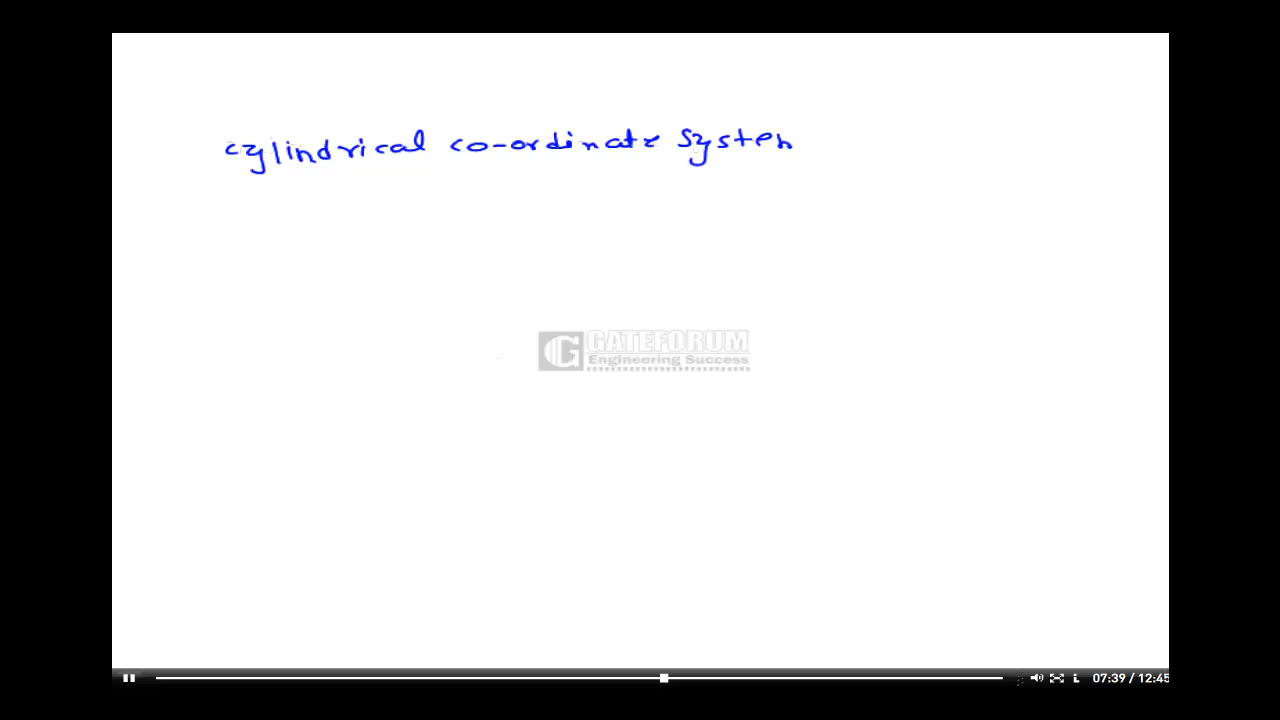 cylindrical co-ordinate system
GATEFORUM
Engineering Success
07:39 / 12:45